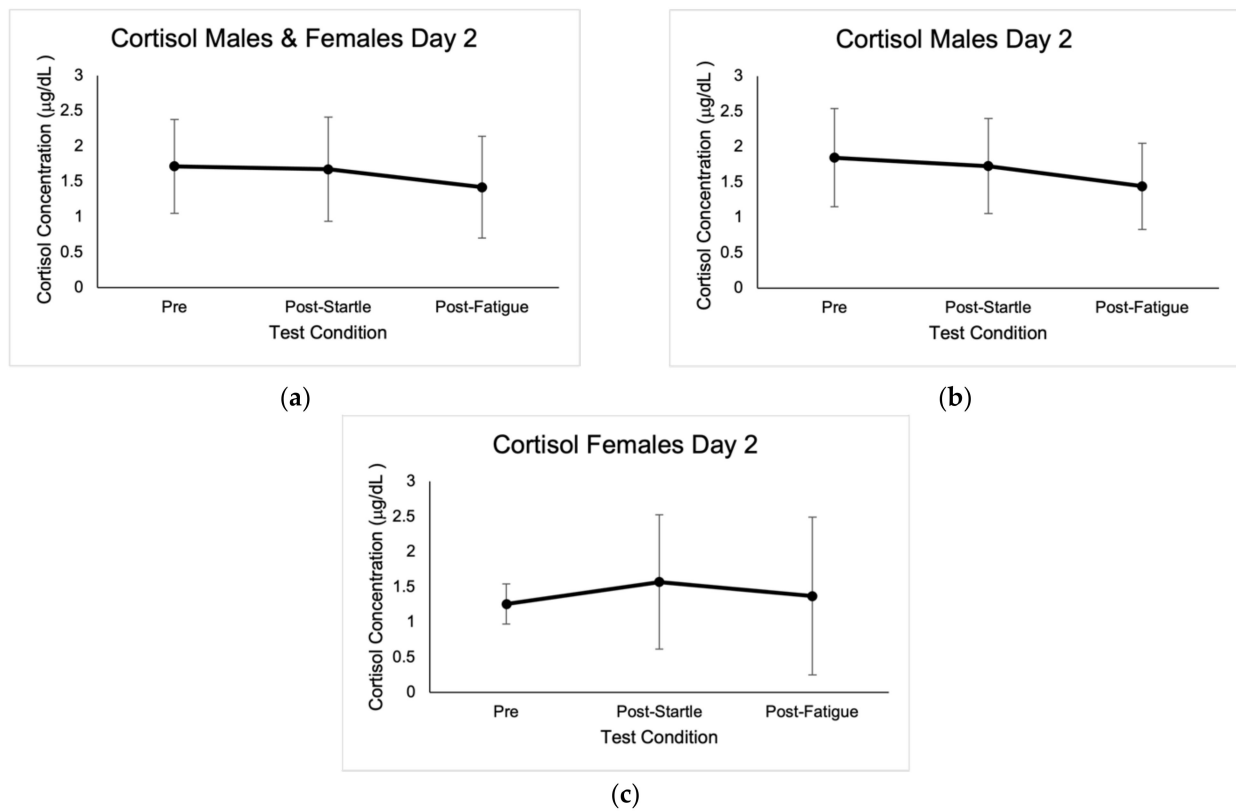 Cortisol Males & Females Day 2
Cortisol Concentration (μg/dL )
3
2.5
2
1.5
1
0.5
0
Pre
Post-Startle
Post-Fatigue
Test Condition
(a)
Cortisol Males Day 2
Cortisol Concentration (μg/dL )
3
2.5
2
1.5
1
0.5
0
Pre
Post-Startle
Post-Fatigue
Test Condition
(b)
Cortisol Females Day 2
Cortisol Concentration (μg/dL )
3
2.5
2
1.5
1
0.5
0
Pre
Post-Startle
Post-Fatigue
Test Condition
(c)